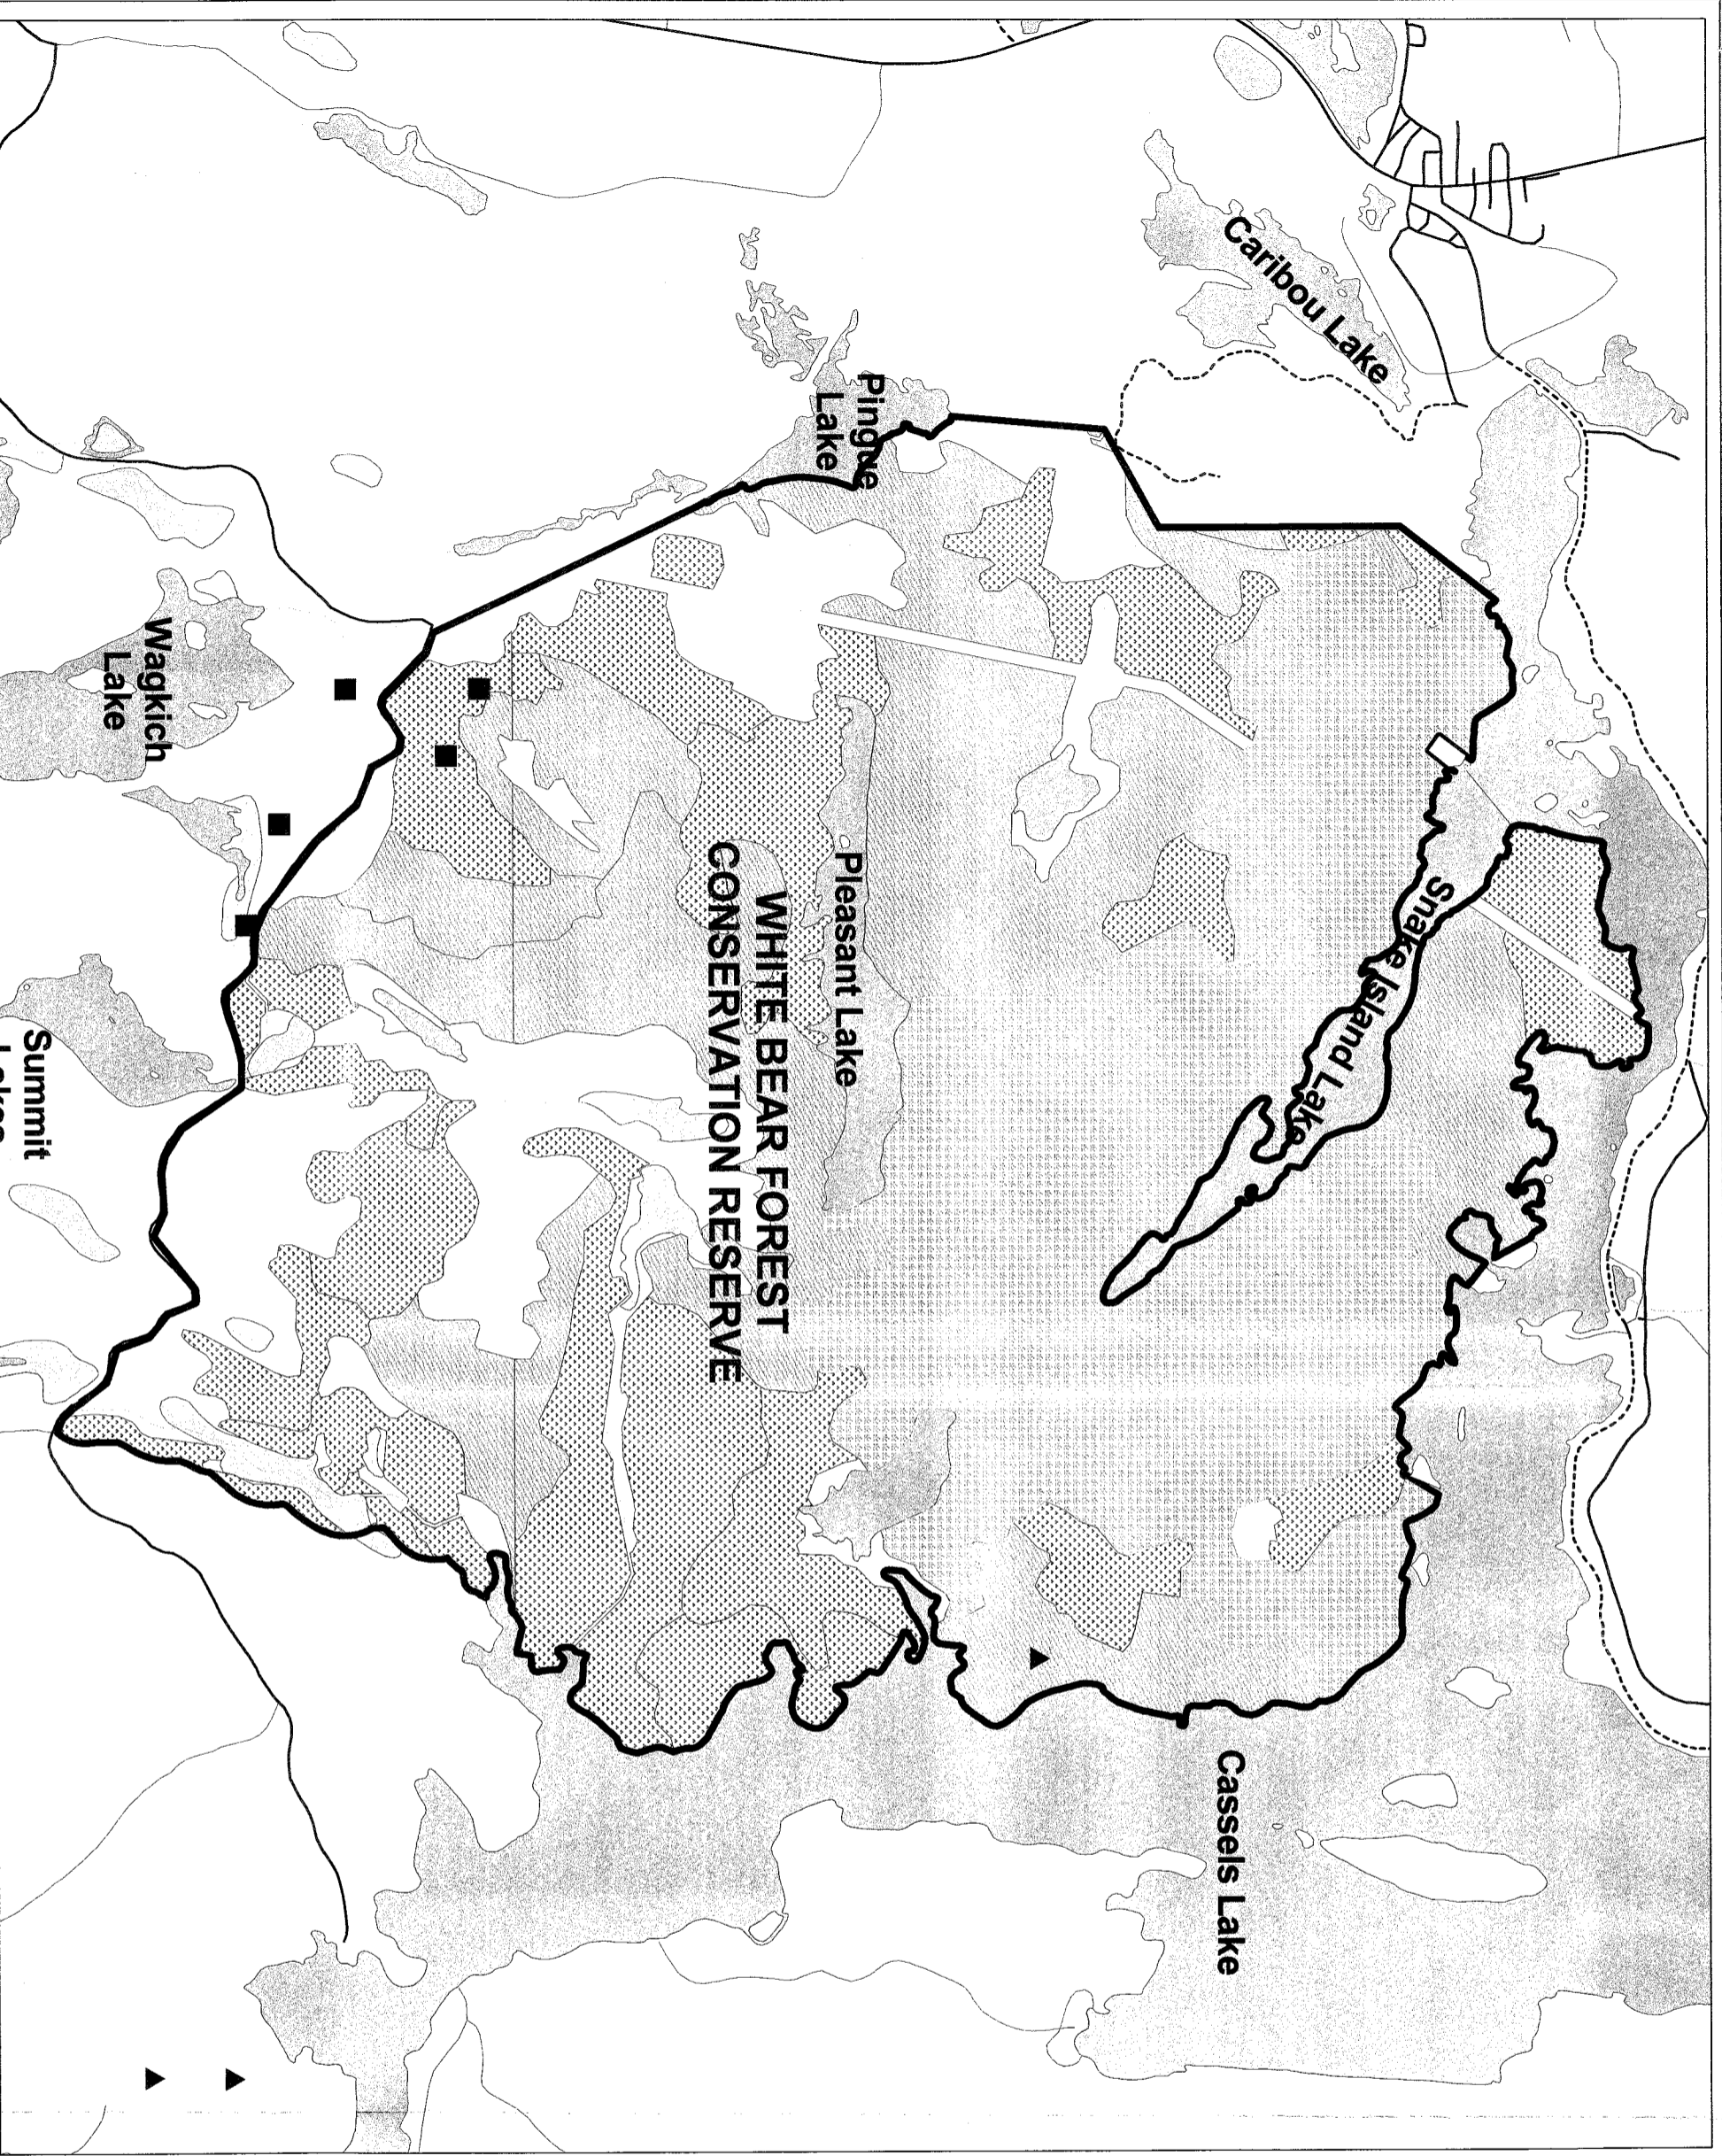 Caribou Lake
Cassels Lake
Snake Island Lake
Pingue
Lake
Pleasant Lake
WHITE BEAR FOREST
CONSERVATION RESERVE
Wagkich
Lake
Summit
Lake